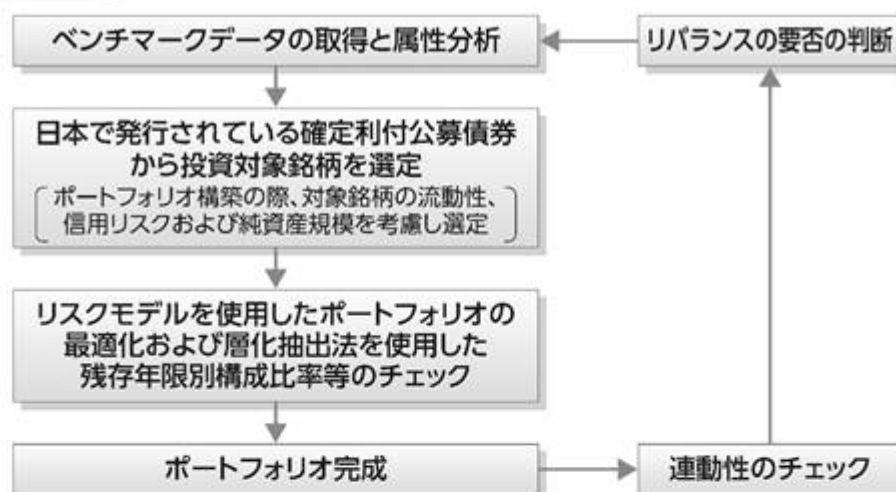 ベンチマークデータの取得と属性分析
リバランスの要否の判断
日本で発行されている確定利付公募債券
から投資対象銘柄を選定
ポートフォリオ構築の際、対象銘柄の流動性、
信用リスクおよび純資産規模を考慮し選定
リスクモデルを使用したポートフォリオの
最適化および層化抽出法を使用した
残存年限別構成比率等のチェック
ポートフォリオ完成
連動性のチェック